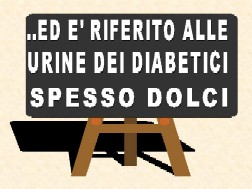 ..ED E' RIFERITO ALLE
URINE DEI DIABETICI
SPESSO DOLCI